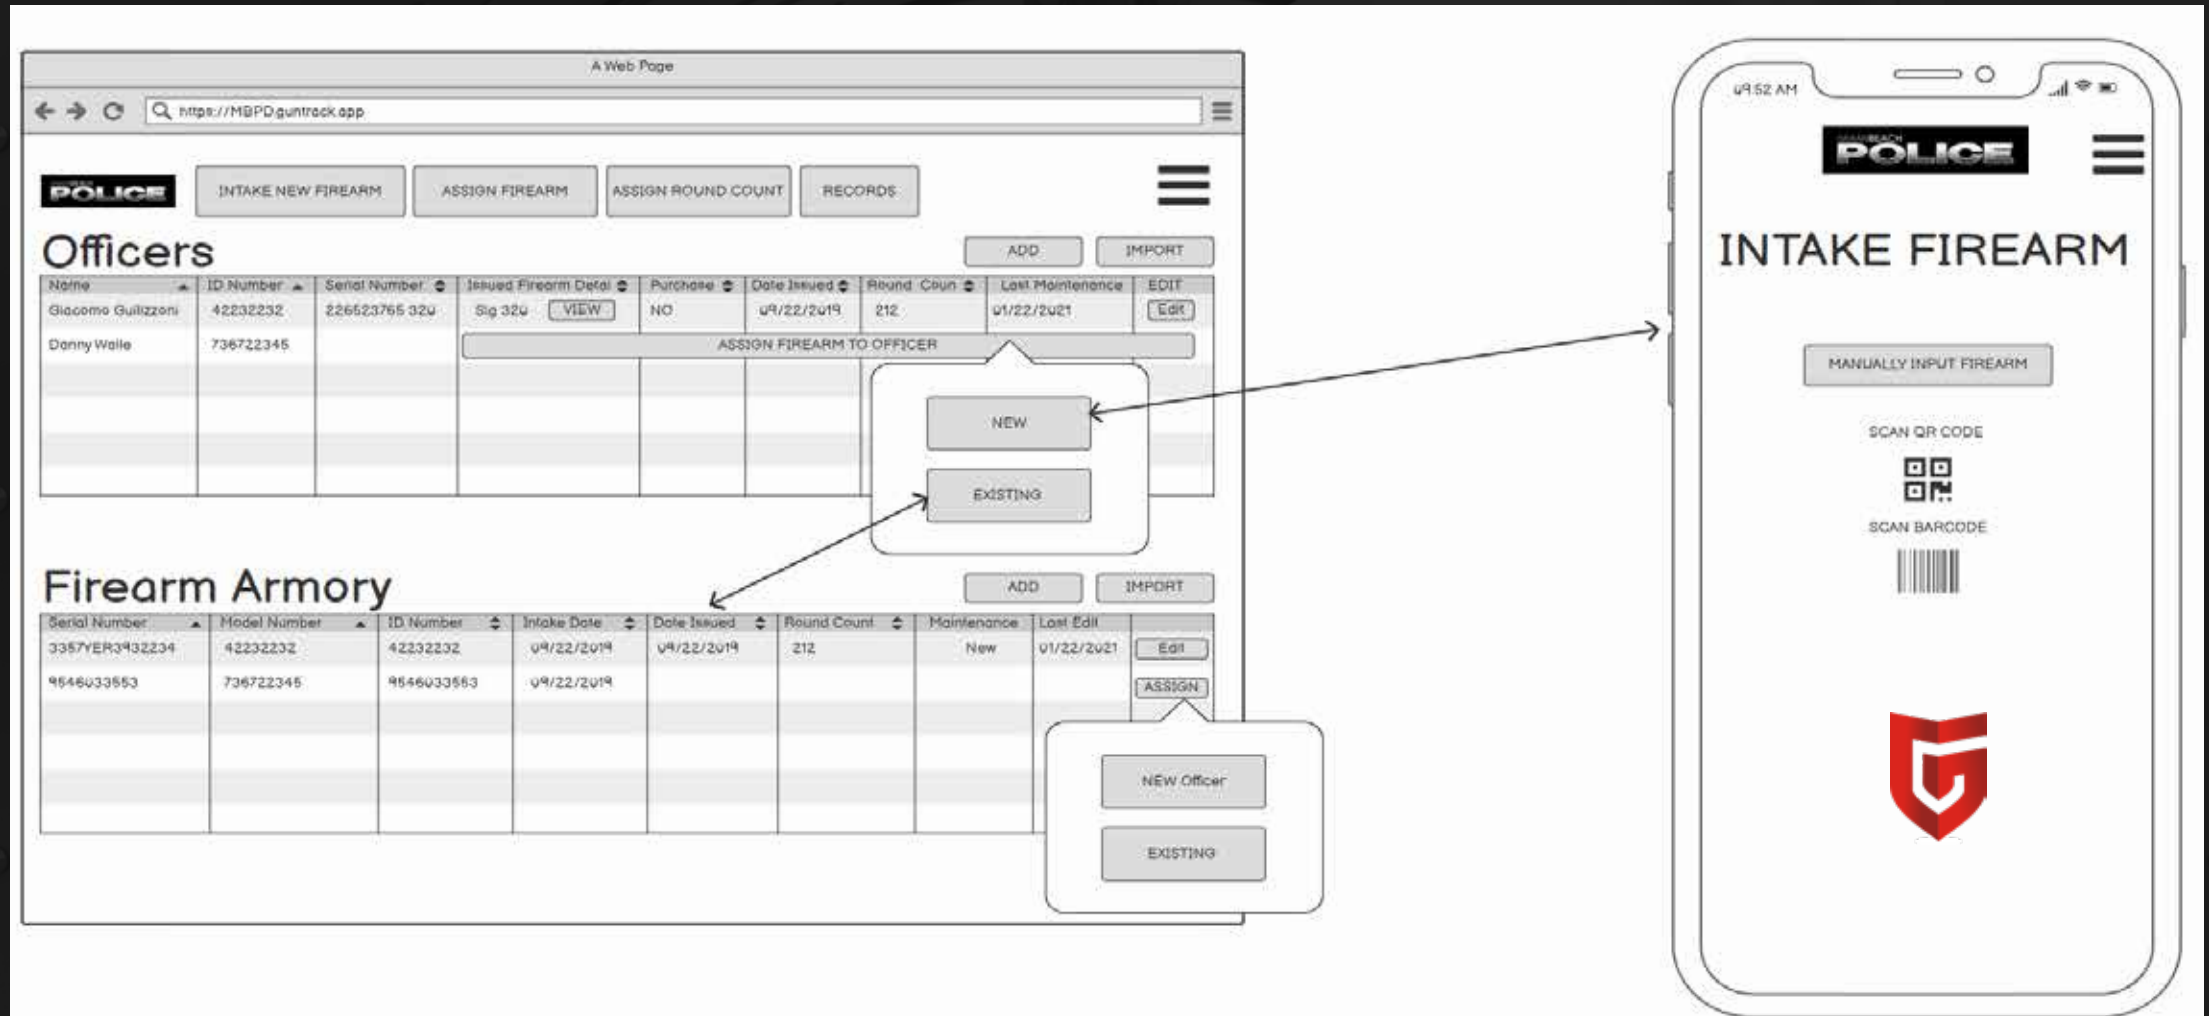 A Web Page
https://MBPD.guntrack.app
POLICE
INTAKE NEW FIREARM
ASSIGN FIREARM
ASSIGN ROUND COUNT
RECORDS
Officers
ADD
IMPORT
Name ID Number Serial Number Issued Firearm Detal Purchase Date Issued Round Coun Last Maintenance EDIT
Giacomo Guilizzoni 42232232 226523765 320 Sig 320 VIEW NO 09/22/2019 212 01/22/2021 Edit
Danny Walle 736722345 ASSIGN FIREARM TO OFFICER
NEW
EXISTING
Firearm Armory
ADD
IMPORT
Serial Number Model Number ID Number Intake Date Date Issued Round Count Maintenance Last Edit
3357YER3932234 42232232 42232232 09/22/2019 09/22/2019 212 New 01/22/2021 Edit
9546033553 736722345 9546033553 09/22/2019 ASSIGN
NEW Officer
EXISTING
09:52 AM
BEACH
POLICE
INTAKE FIREARM
MANUALLY INPUT FIREARM
SCAN QR CODE
SCAN BARCODE